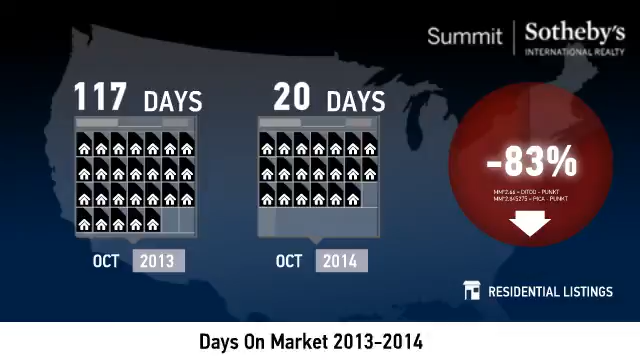 Summit
Sotheby's
INTERNATIONAL REALTY
117 DAYS
20 DAYS
-83%
OCT 2013
OCT 2014
RESIDENTIAL LISTINGS
Days On Market 2013-2014